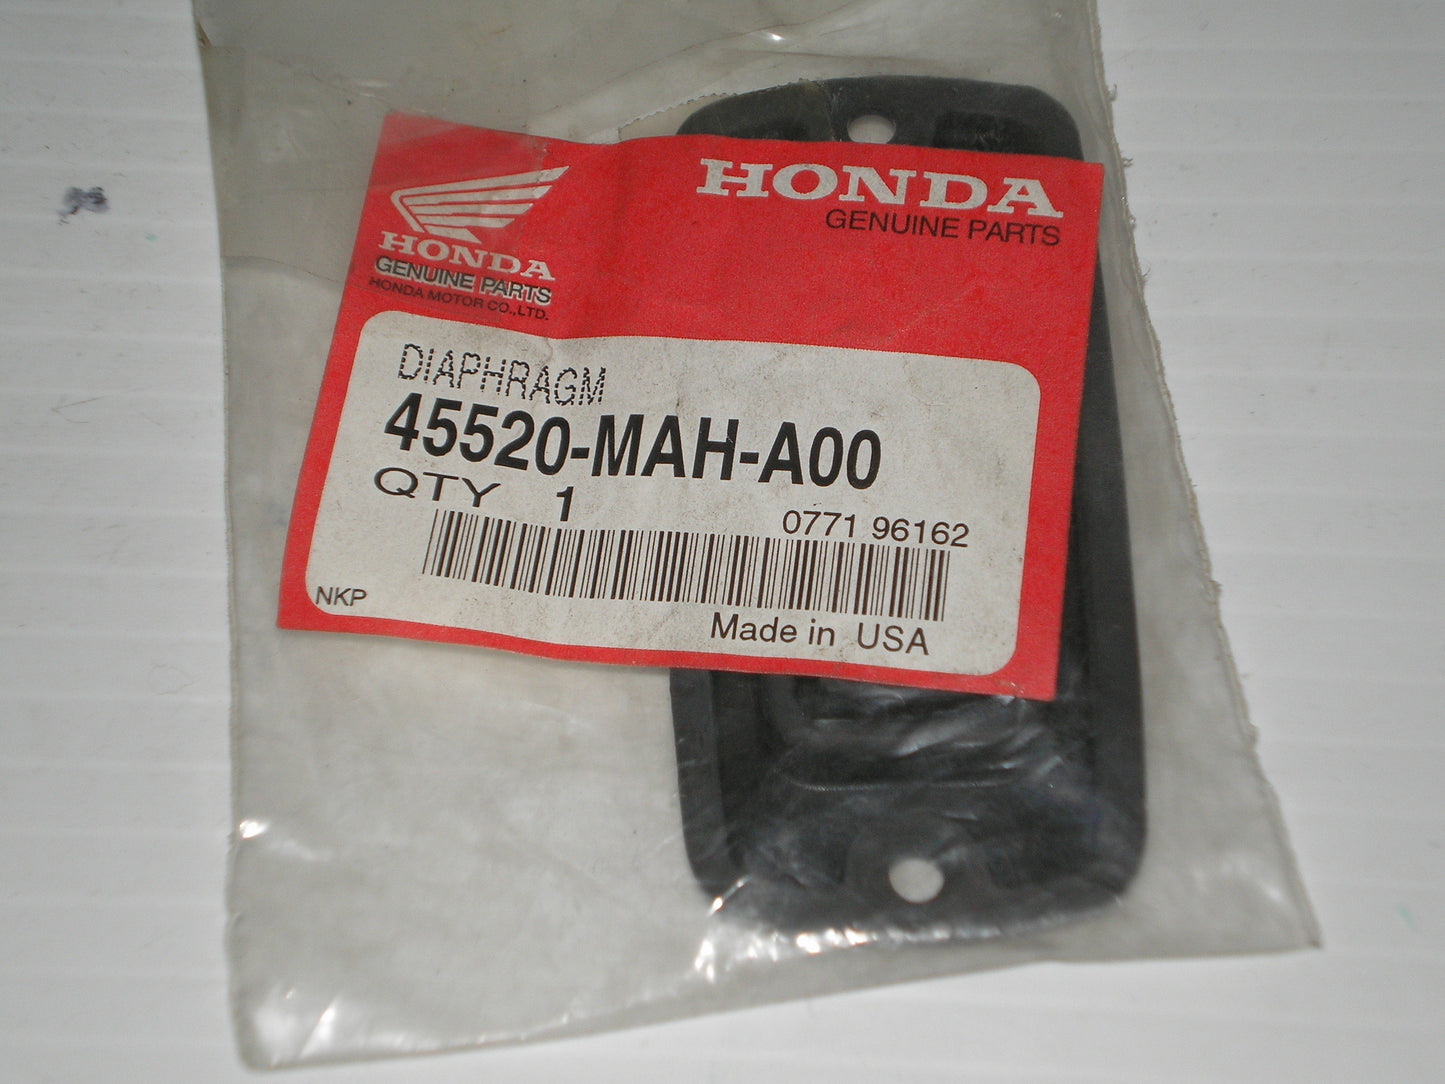 HONDA
GENUINE PARTS
HONDA
GENUINE PARTS
HONDA MOTOR CO.,LTD.
DIAPHRAGM
45520-MAH-A00
QTY 1
0771 96162
NKP
Made in USA